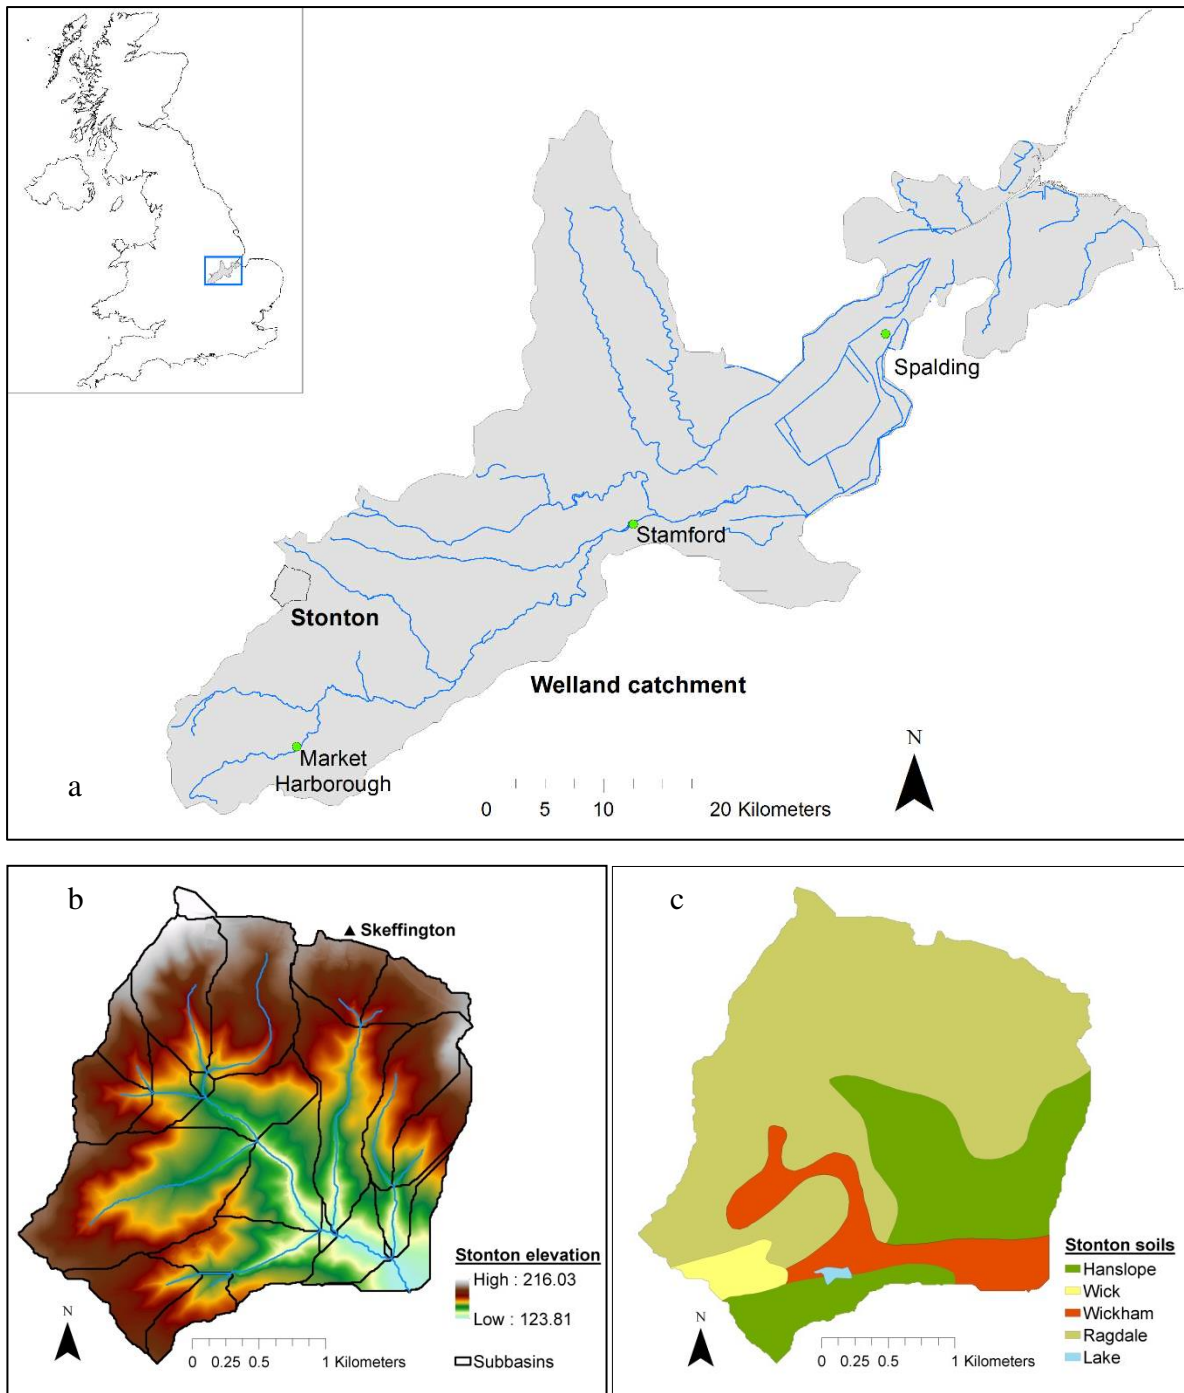 Spalding
Stamford
Stonton
Welland catchment
Market
Harborough
a
0 5 10 20 Kilometers
N
b
Skeffington
Stonton elevation
High : 216.03
Low : 123.81
N
0 0.25 0.5 1 Kilometers
Subbasins
c
Stonton soils
Hanslope
Wick
Wickham
Ragdale
Lake
N
0 0.25 0.5 1 Kilometers